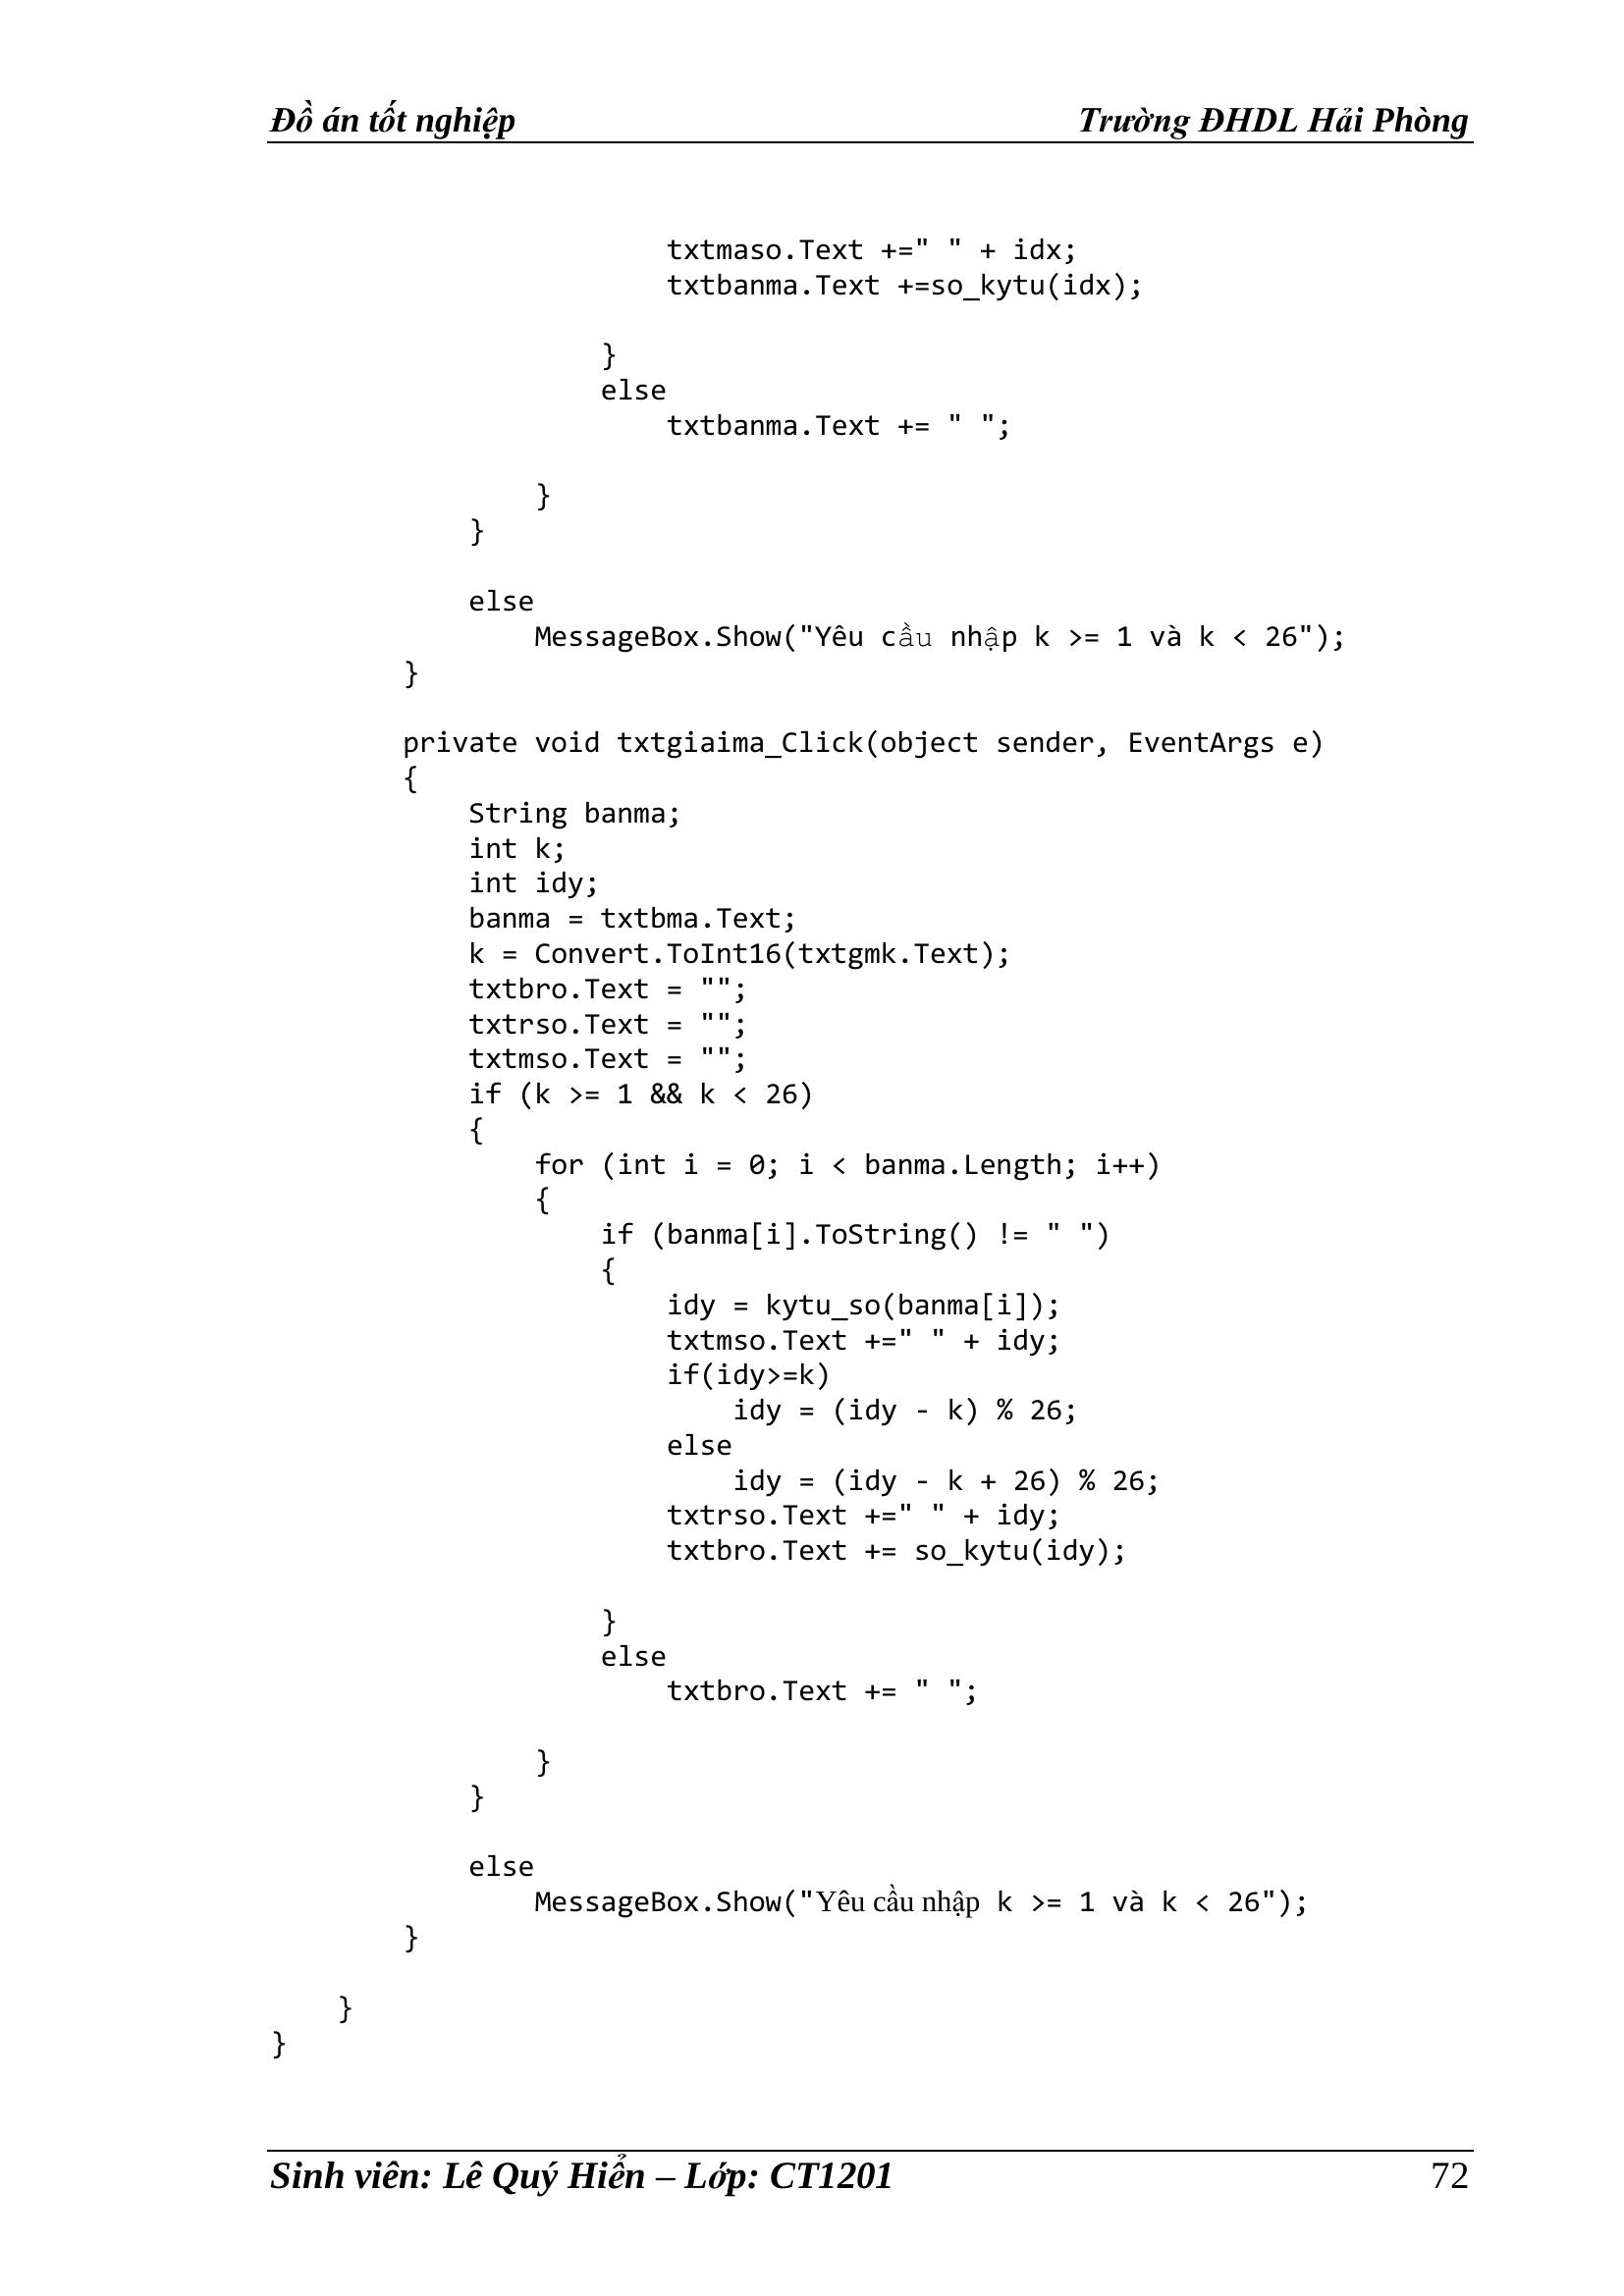 Đồ án tốt nghiệp Trường ĐHDL Hải Phòng
txtmaso.Text +=" " + idx;
txtbanma.Text +=so_kytu(idx);
}
else
txtbanma.Text += " ";
}
}
else
MessageBox.Show("Yêu cầu nhập k >= 1 và k < 26");
}
private void txtgiaima_Click(object sender, EventArgs e)
{
String banma;
int k;
int idy;
banma = txtbma.Text;
k = Convert.ToInt16(txtgmk.Text);
txtbro.Text = "";
txtrso.Text = "";
txtmso.Text = "";
if (k >= 1 && k < 26)
{
for (int i = 0; i < banma.Length; i++)
{
if (banma[i].ToString() != " ")
{
idy = kytu_so(banma[i]);
txtmso.Text +=" " + idy;
if(idy>=k)
idy = (idy - k) % 26;
else
idy = (idy - k + 26) % 26;
txtrso.Text +=" " + idy;
txtbro.Text += so_kytu(idy);
}
else
txtbro.Text += " ";
}
}
else
MessageBox.Show("Yêu cầu nhập k >= 1 và k < 26");
}
}
}
Sinh viên: Lê Quý Hiển – Lớp: CT1201 72